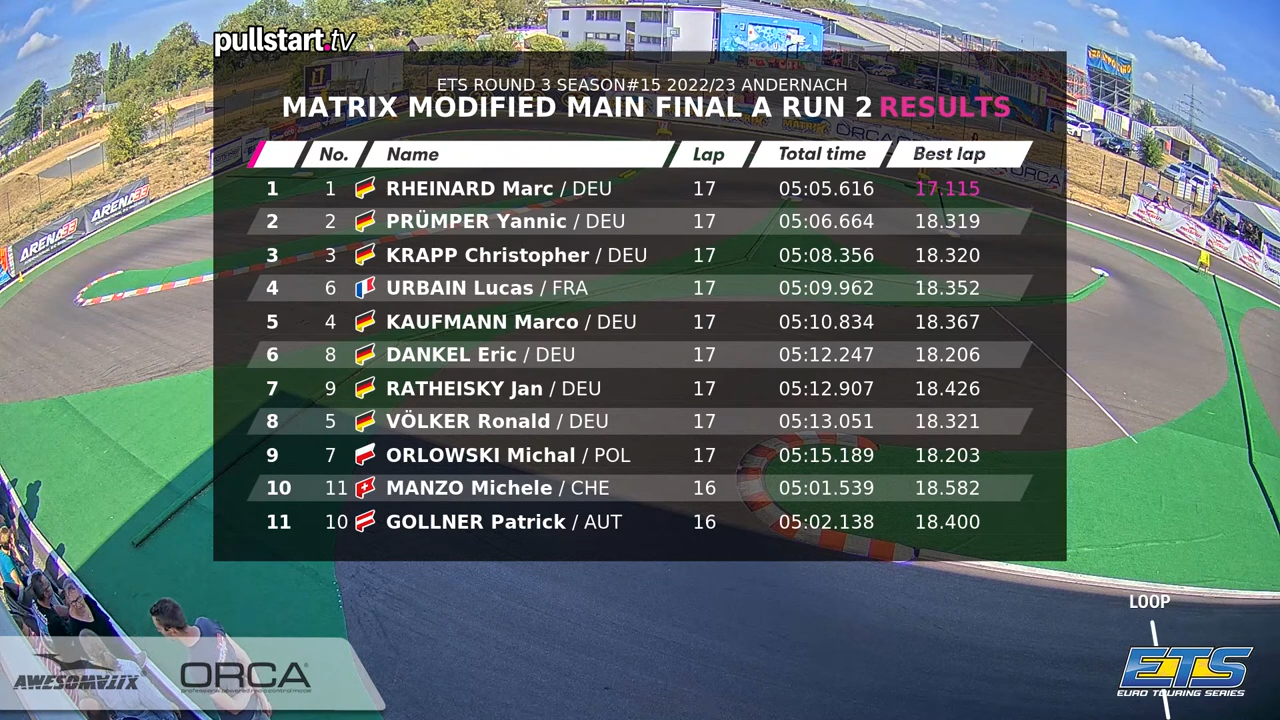 pullstart.tv
ETS ROUND 3 SEASON#15 2022/23 ANDERNACH
MATRIX MODIFIED MAIN FINAL A RUN 2 RESULTS
No. Name Lap Total time Best lap
1 1 RHEINARD Marc / DEU 17 05:05.616 17.115
2 2 PRÜMPER Yannic / DEU 17 05:06.664 18.319
3 3 KRAPP Christopher / DEU 17 05:08.356 18.320
4 6 URBAIN Lucas / FRA 17 05:09.962 18.352
5 4 KAUFMANN Marco / DEU 17 05:10.834 18.367
6 8 DANKEL Eric / DEU 17 05:12.247 18.206
7 9 RATHEISKY Jan / DEU 17 05:12.907 18.426
8 5 VÖLKER Ronald / DEU 17 05:13.051 18.321
9 7 ORLOWSKI Michal / POL 17 05:15.189 18.203
10 11 MANZO Michele / CHE 16 05:01.539 18.582
11 10 GOLLNER Patrick / AUT 16 05:02.138 18.400
ARENA33
ARENA33
ORCA
LOOP
AWESOMATIX
ORCA
ETS
EURO TOURING SERIES